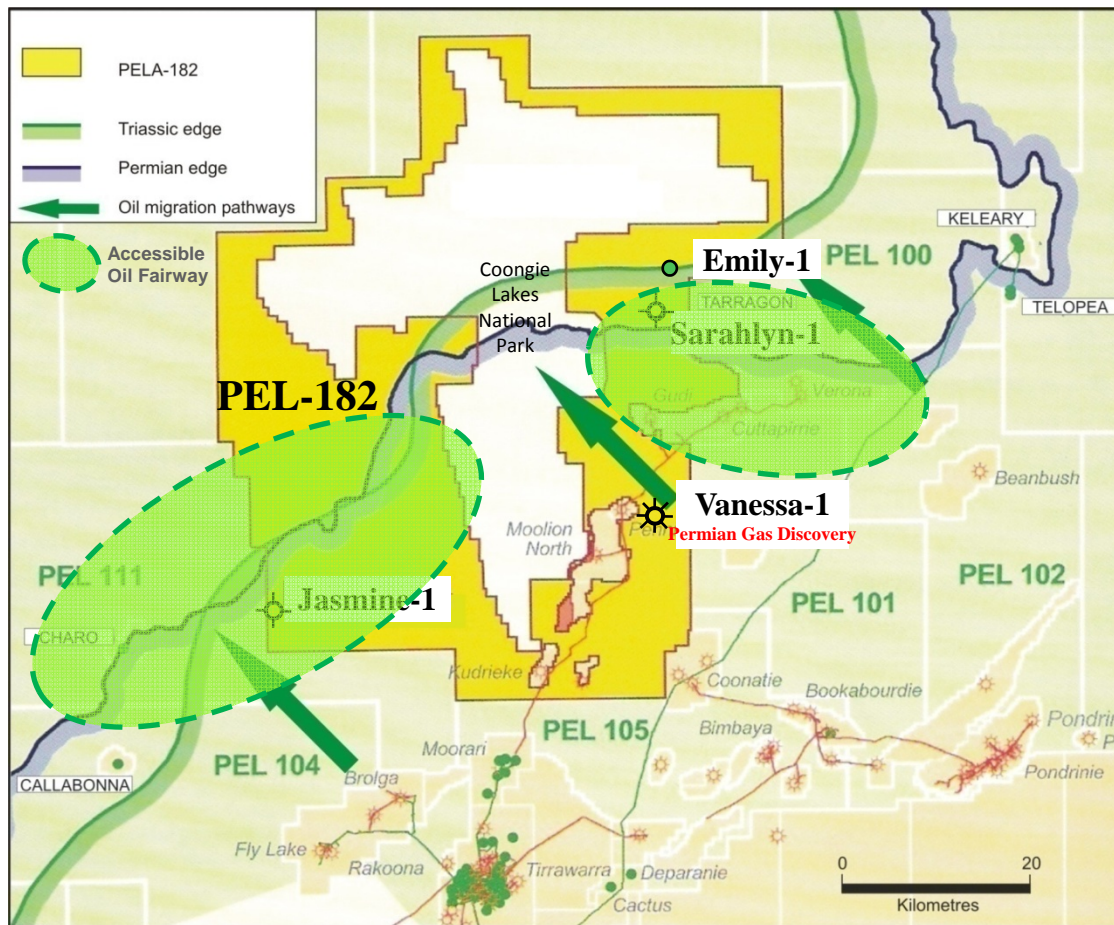 PELA-182
Triassic edge
Permian edge
Oil migration pathways
Accessible
Oil Fairway
KELEARY
PEL 100
TELOPEA
Emily-1
TARRAGON
Sarahlyn-1
Coongie
Lakes
National
Park
PEL-182
Gudi
Verona
Cuttapirrie
Beanbush
Vanessa-1
Permian Gas Discovery
Moolion
North
PEL 102
PEL 111
PEL 101
Jasmine-1
CHARO
Kudrieke
Coonatie
Bookabourdie
Bimbaya
Pondrinie
PEL 105
PEL 104
Moorari
Brolga
CALLABONNA
Fly Lake
Rakoona
Tirrawarra
Deparanie
Cactus
0
20
Kilometres